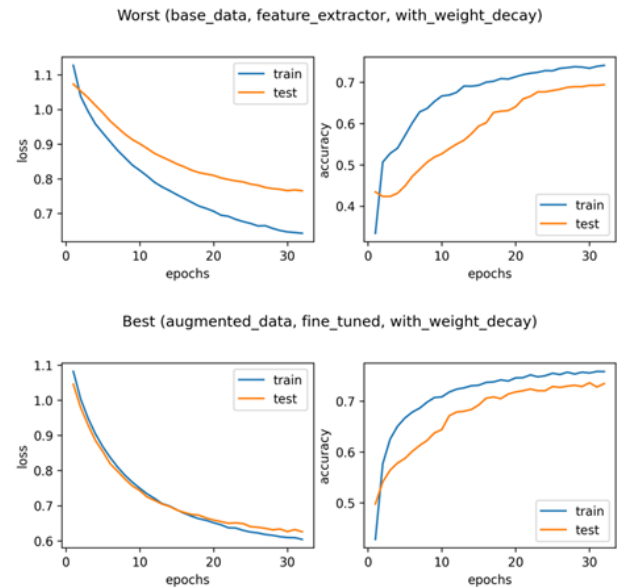 Worst (base_data, feature_extractor, with_weight_decay)
1.1
1.0
0.9
0.8
0.7
loss
train
test
0
10
20
30
epochs
0.7
0.6
0.5
0.4
accuracy
train
test
0
10
20
30
epochs
Best (augmented_data, fine_tuned, with_weight_decay)
1.1
1.0
0.9
0.8
0.7
0.6
loss
train
test
0
10
20
30
epochs
0.7
0.6
0.5
accuracy
train
test
0
10
20
30
epochs